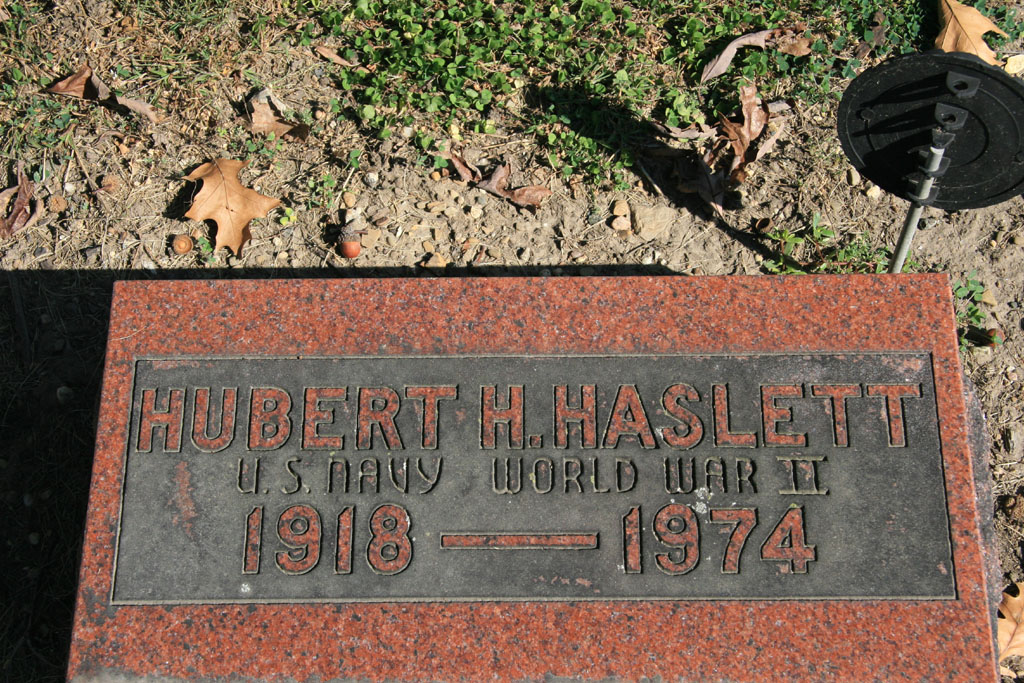 HUBERT H. HASLETT
U.S. NAVY WORLD WAR II
1918 — 1974